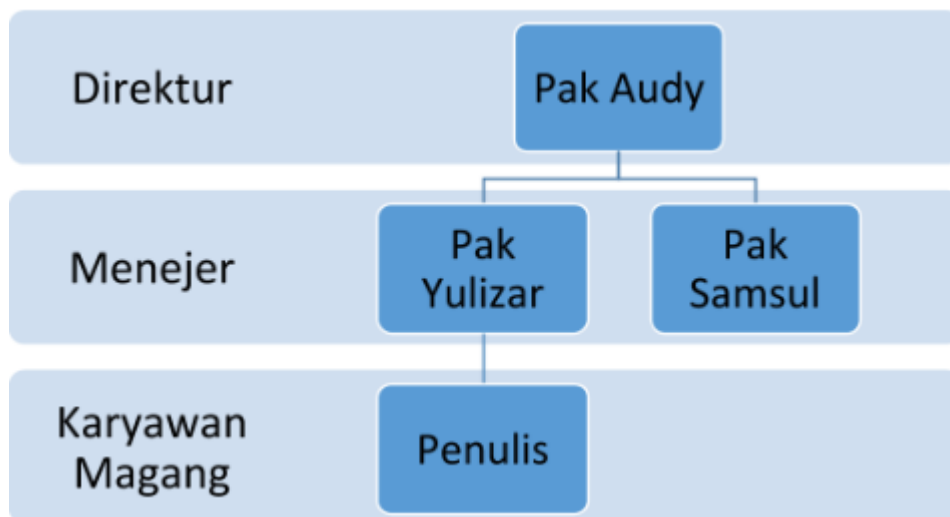 Direktur
Pak Audy
Menejer
Pak
Yulizar
Pak
Samsul
Karyawan
Magang
Penulis